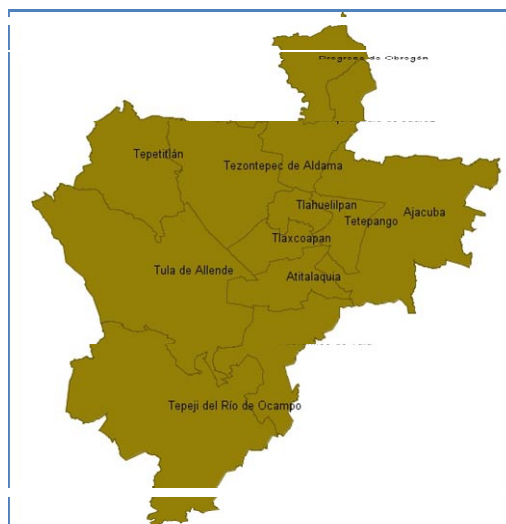 Progreso de Obregón
Tepetitlán
Tezontepec de Aldama
Tlahuelilpan
Ajacuba
Tetepango
Tlaxcoapan
Tula de Allende
Atitalaquia
Tepeji del Río de Ocampo